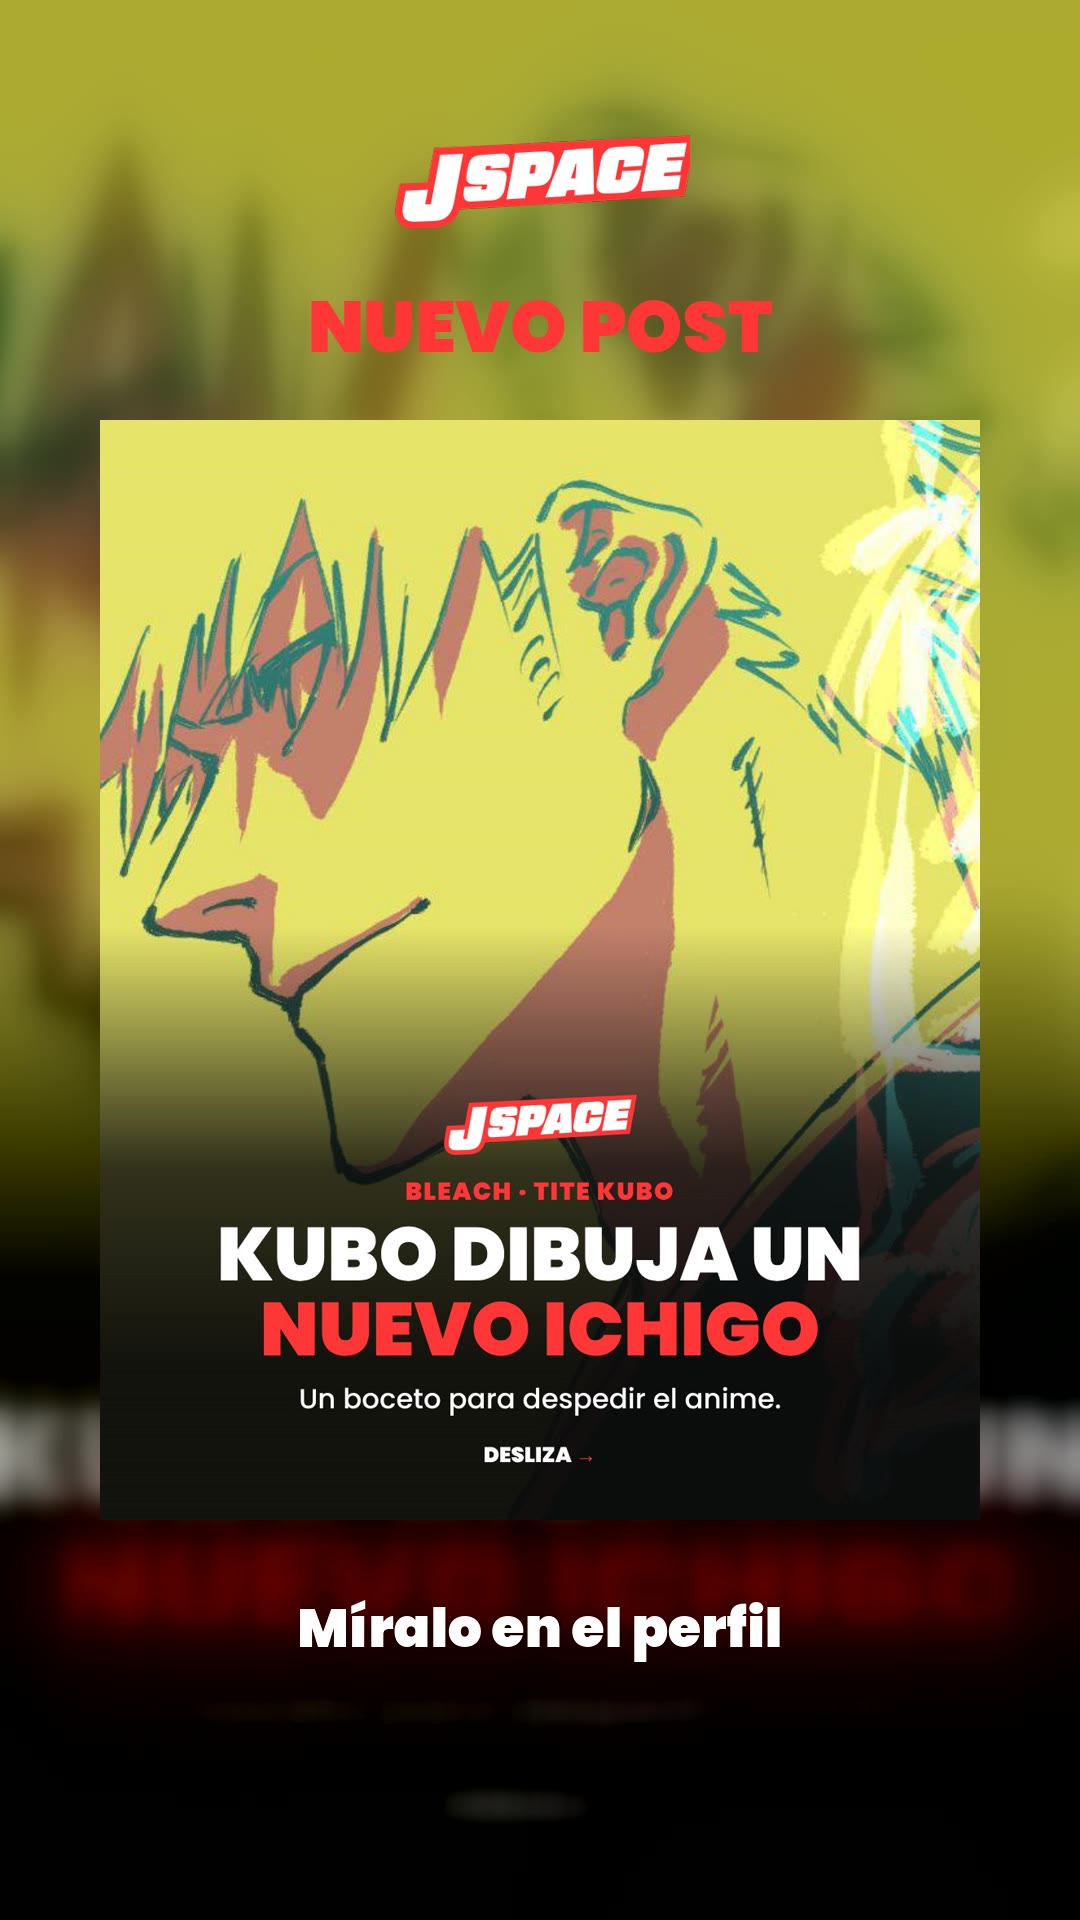 JSPACE
NUEVO POST
JSPACE
BLEACH · TITE KUBO
KUBO DIBUJA UN
NUEVO ICHIGO
Un boceto para despedir el anime.
DESLIZA →
Míralo en el perfil